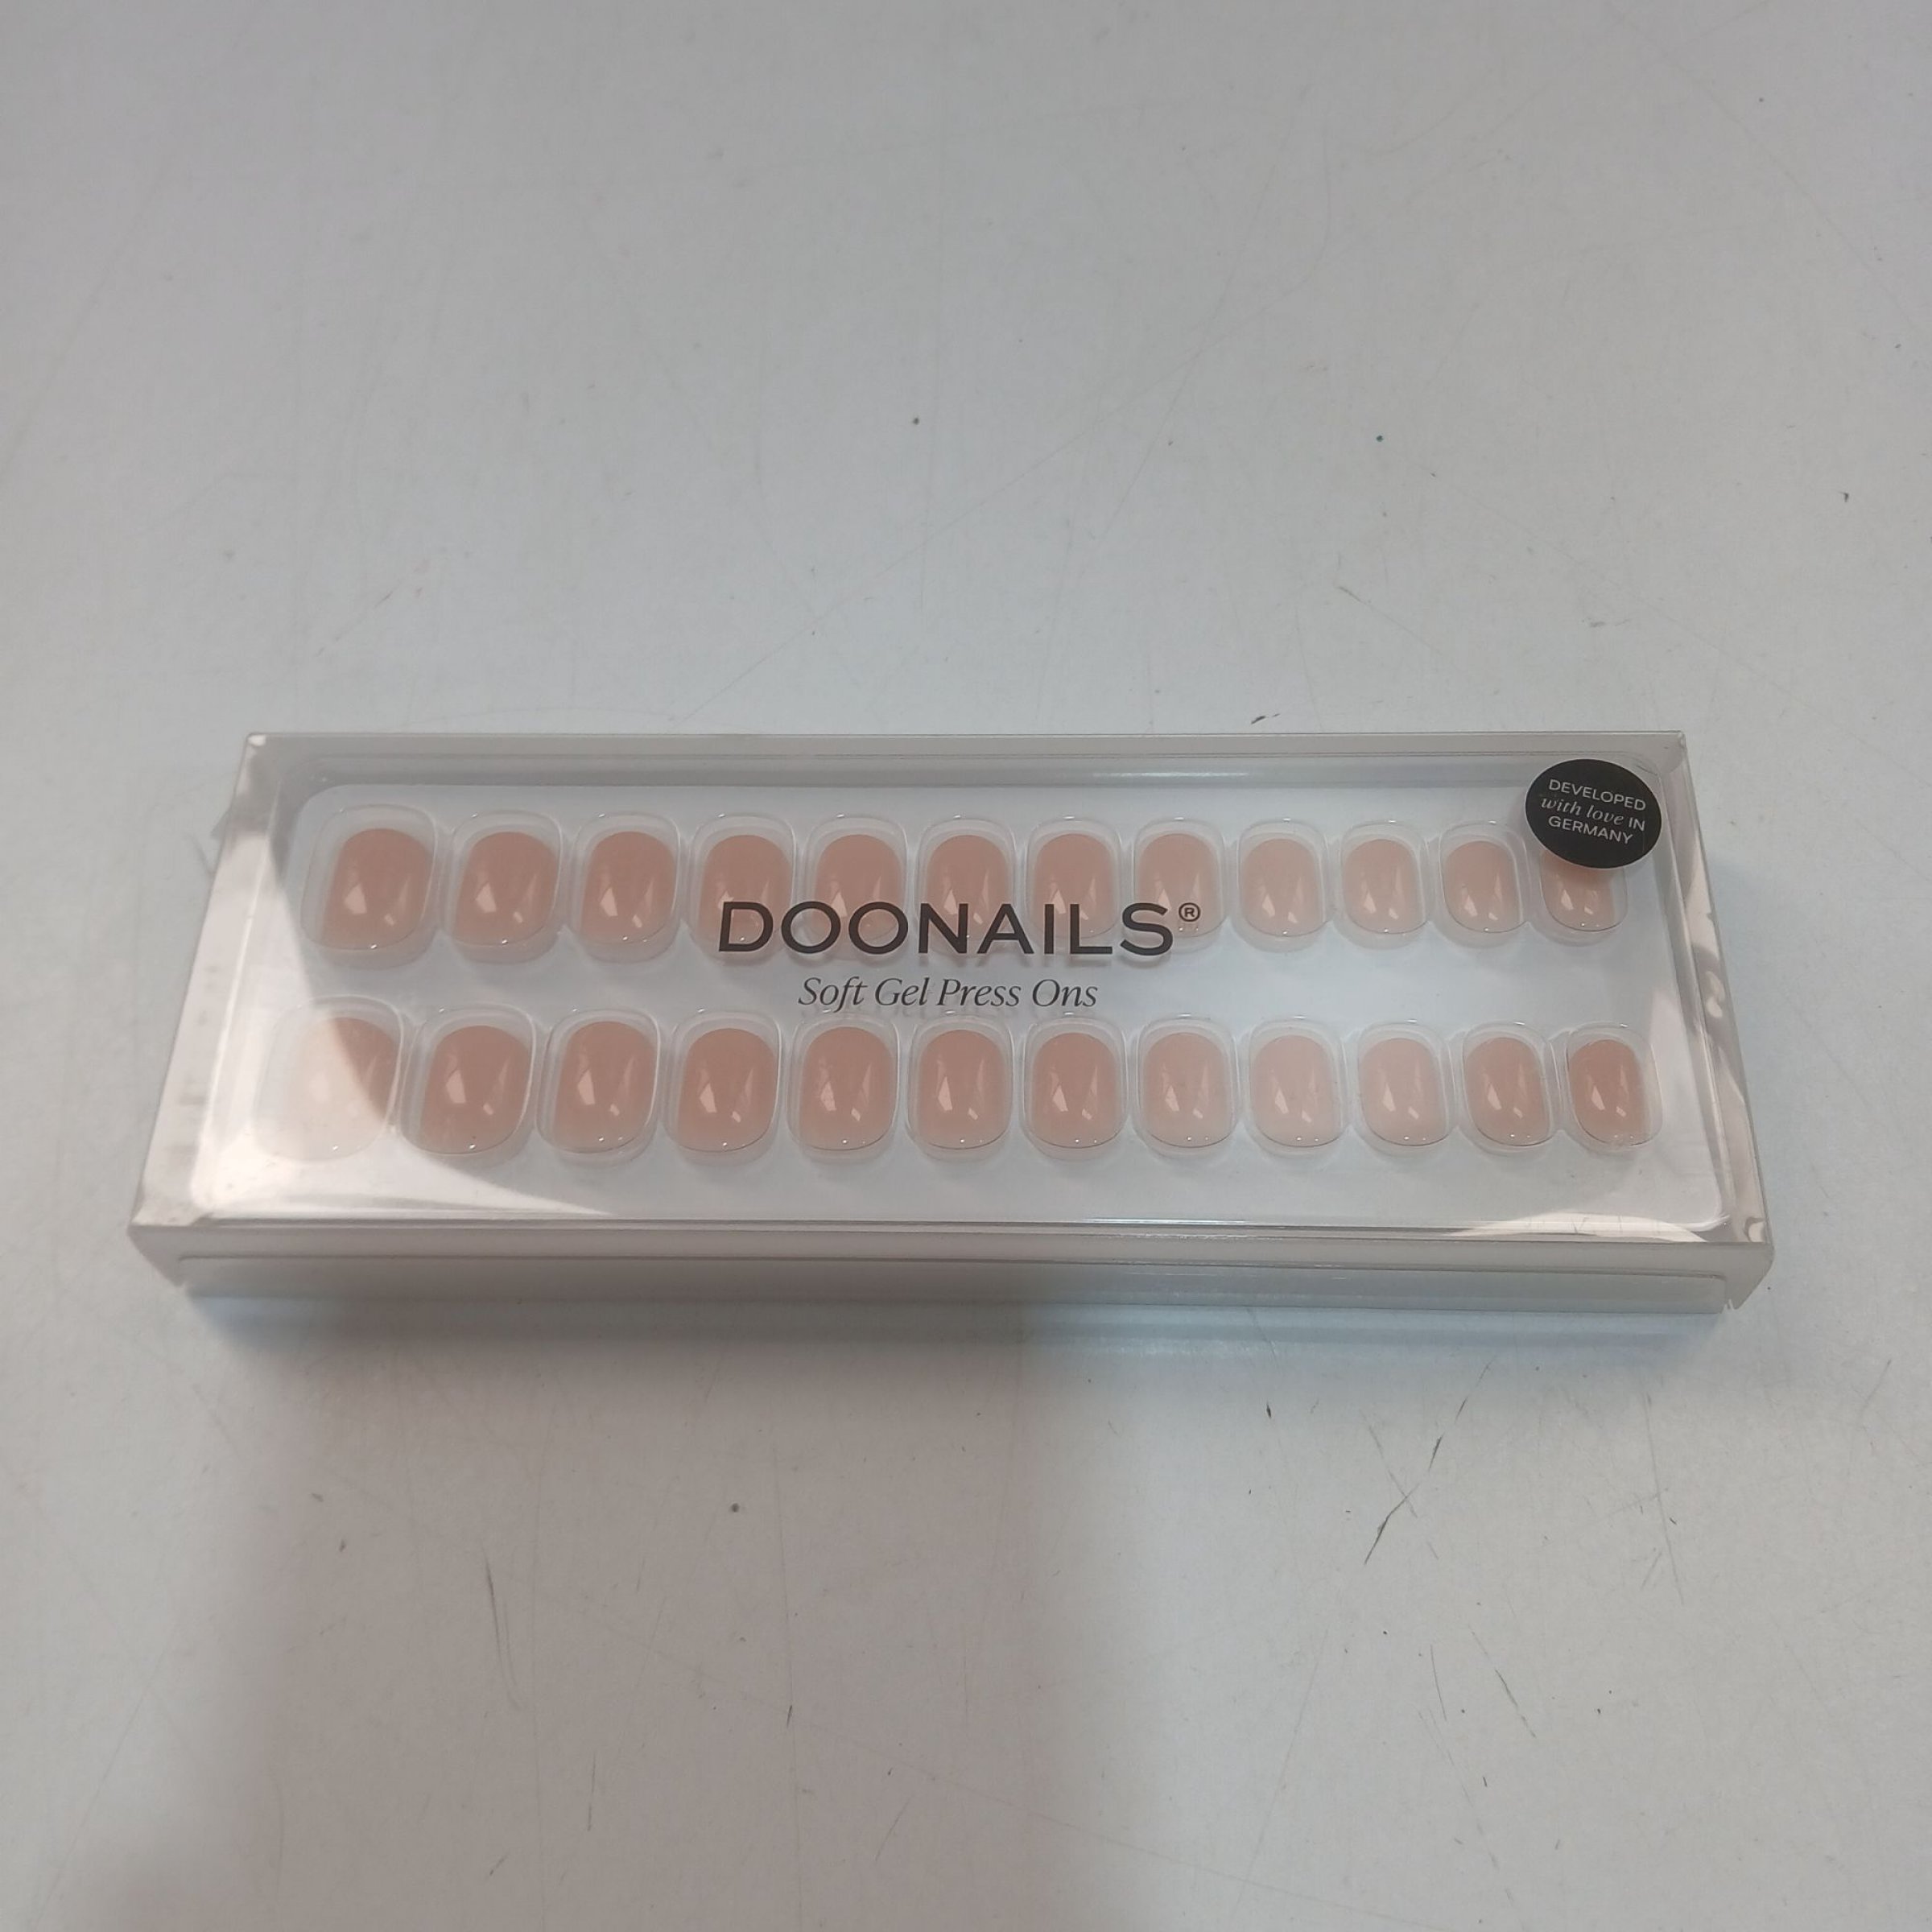 DEVELOPED
with love IN
GERMANY
DOONAILS®
Soft Gel Press Ons